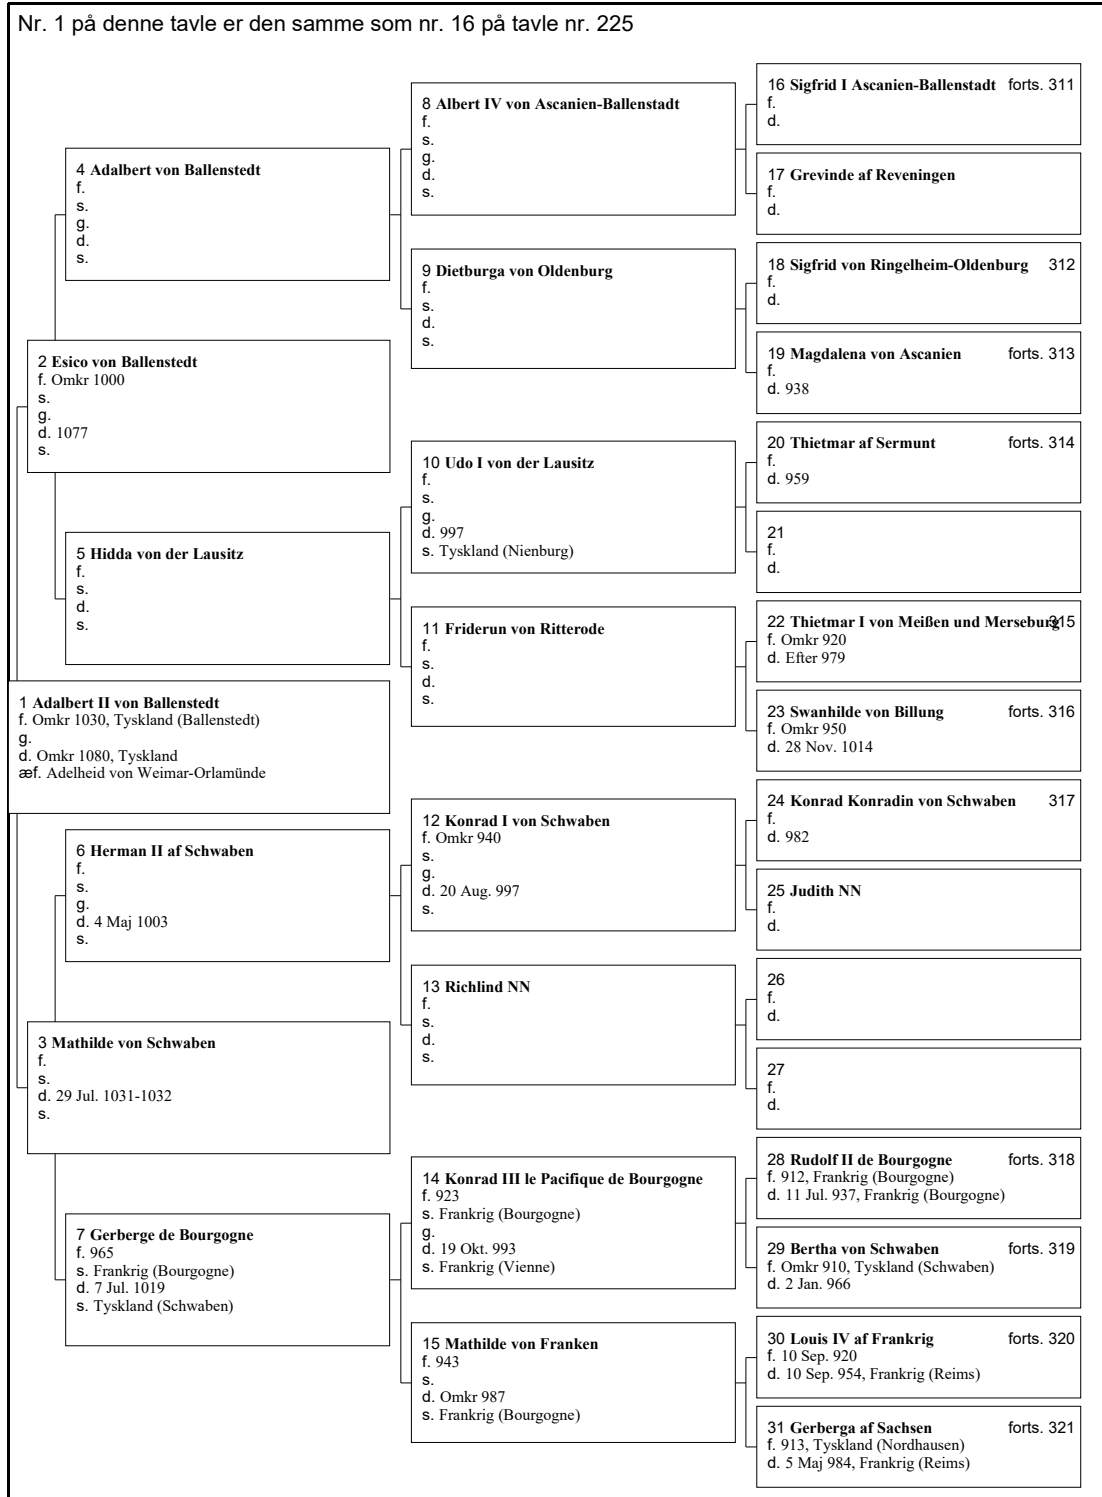 Nr. 1 på denne tavle er den samme som nr. 16 på tavle nr. 225
1 Adalbert II von Ballenstedt
f. Omkr 1030, Tyskland (Ballenstedt)
g.
d. Omkr 1080, Tyskland
æf. Adelheid von Weimar-Orlamünde
2 Esico von Ballenstedt
f. Omkr 1000
s.
g.
d. 1077
s.
3 Mathilde von Schwaben
f.
s.
d. 29 Jul. 1031-1032
s.
4 Adalbert von Ballenstedt
f.
s.
g.
d.
s.
5 Hidda von der Lausitz
f.
s.
d.
s.
6 Herman II af Schwaben
f.
s.
g.
d. 4 Maj 1003
s.
7 Gerberge de Bourgogne
f. 965
s. Frankrig (Bourgogne)
d. 7 Jul. 1019
s. Tyskland (Schwaben)
8 Albert IV von Ascanien-Ballenstadt
f.
s.
g.
d.
s.
9 Dietburga von Oldenburg
f.
s.
d.
s.
10 Udo I von der Lausitz
f.
s.
g.
d. 997
s. Tyskland (Nienburg)
11 Friderun von Ritterode
f.
s.
d.
s.
12 Konrad I von Schwaben
f. Omkr 940
s.
g.
d. 20 Aug. 997
s.
13 Richlind NN
f.
s.
d.
s.
14 Konrad III le Pacifique de Bourgogne
f. 923
s. Frankrig (Bourgogne)
g.
d. 19 Okt. 993
s. Frankrig (Vienne)
15 Mathilde von Franken
f. 943
s.
d. Omkr 987
s. Frankrig (Bourgogne)
16 Sigfrid I Ascanien-Ballenstadt forts. 311
f.
d.
17 Grevinde af Reveningen
f.
d.
18 Sigfrid von Ringelheim-Oldenburg 312
f.
d.
19 Magdalena von Ascanien forts. 313
f.
d. 938
20 Thietmar af Sermunt forts. 314
f.
d. 959
21
f.
d.
22 Thietmar I von Meißen und Merseburg 315
f. Omkr 920
d. Efter 979
23 Swanhilde von Billung forts. 316
f. Omkr 950
d. 28 Nov. 1014
24 Konrad Konradin von Schwaben 317
f.
d. 982
25 Judith NN
f.
d.
26
f.
d.
27
f.
d.
28 Rudolf II de Bourgogne forts. 318
f. 912, Frankrig (Bourgogne)
d. 11 Jul. 937, Frankrig (Bourgogne)
29 Bertha von Schwaben forts. 319
f. Omkr 910, Tyskland (Schwaben)
d. 2 Jan. 966
30 Louis IV af Frankrig forts. 320
f. 10 Sep. 920
d. 10 Sep. 954, Frankrig (Reims)
31 Gerberga af Sachsen forts. 321
f. 913, Tyskland (Nordhausen)
d. 5 Maj 984, Frankrig (Reims)